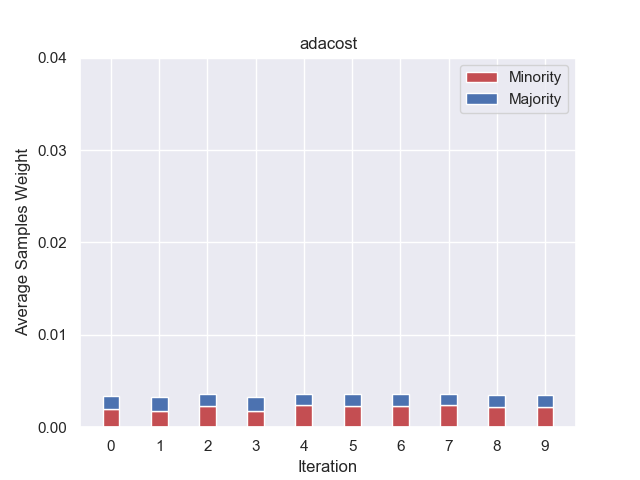 adacost
Minority
Majority
Average Samples Weight
0.04
0.03
0.02
0.01
0.00
0 1 2 3 4 5 6 7 8 9
Iteration